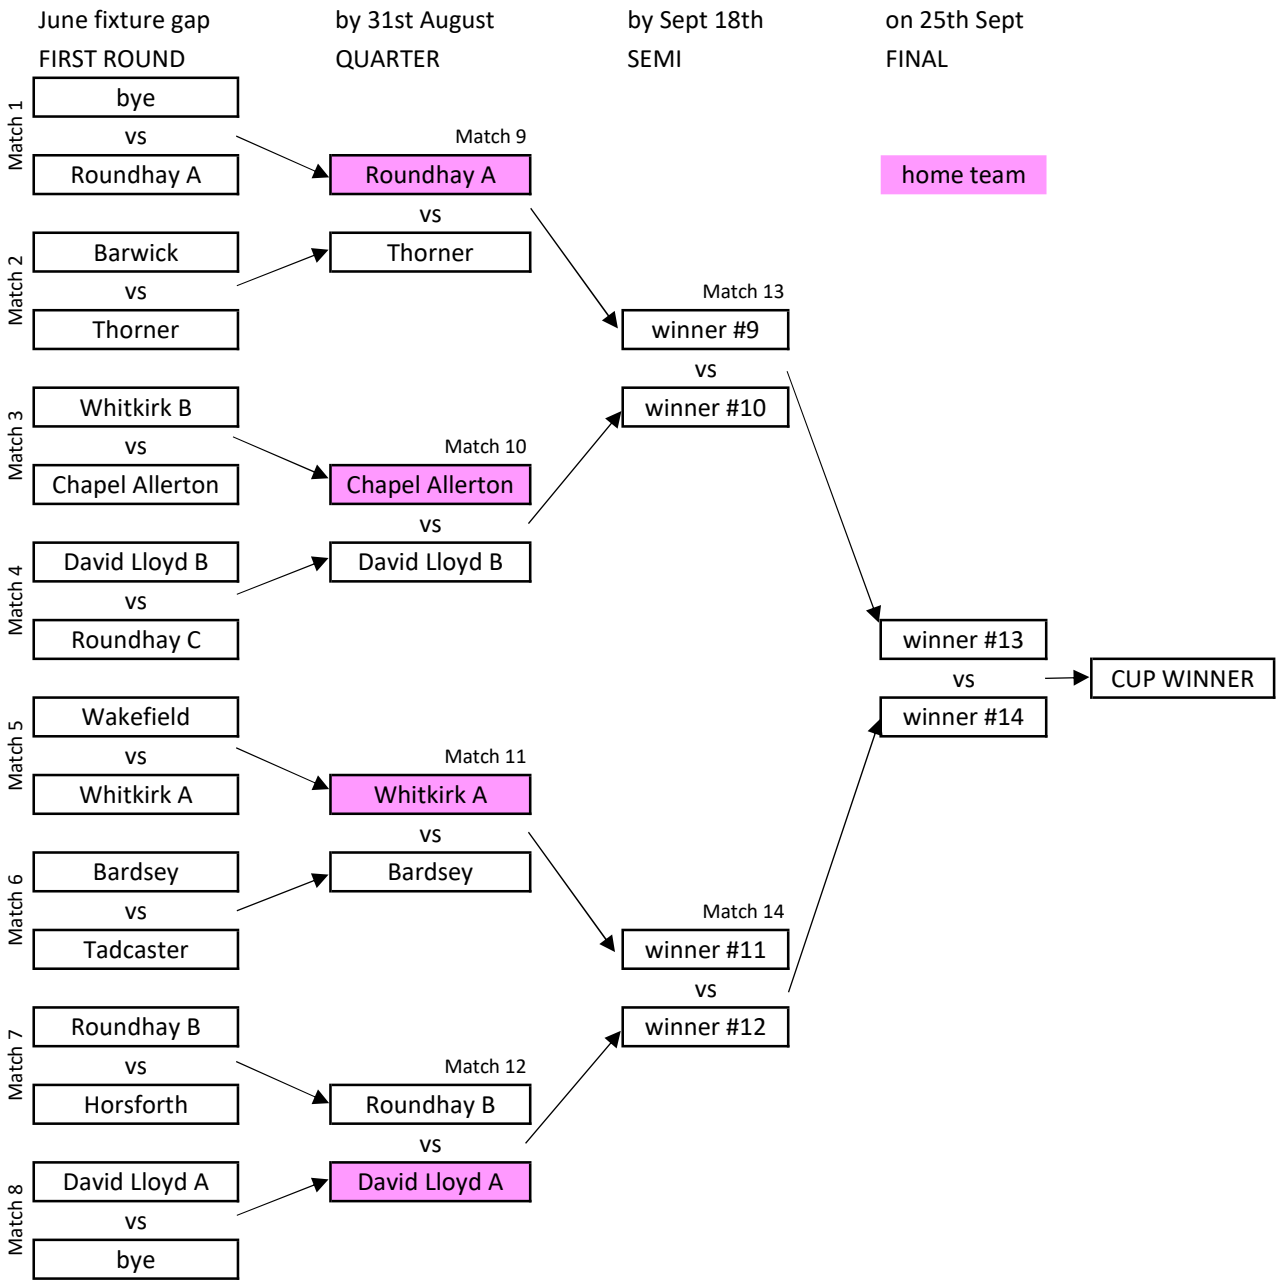 June fixture gap
by 31st August
by Sept 18th
on 25th Sept
FIRST ROUND
QUARTER
SEMI
FINAL
Match 1
bye
vs
Roundhay A
Match 2
Barwick
vs
Thorner
Match 3
Whitkirk B
vs
Chapel Allerton
Match 4
David Lloyd B
vs
Roundhay C
Match 5
Wakefield
vs
Whitkirk A
Match 6
Bardsey
vs
Tadcaster
Match 7
Roundhay B
vs
Horsforth
Match 8
David Lloyd A
vs
bye
Match 9
Roundhay A
vs
Thorner
Match 10
Chapel Allerton
vs
David Lloyd B
Match 11
Whitkirk A
vs
Bardsey
Match 12
Roundhay B
vs
David Lloyd A
Match 13
winner #9
vs
winner #10
Match 14
winner #11
vs
winner #12
home team
winner #13
vs
winner #14
CUP WINNER